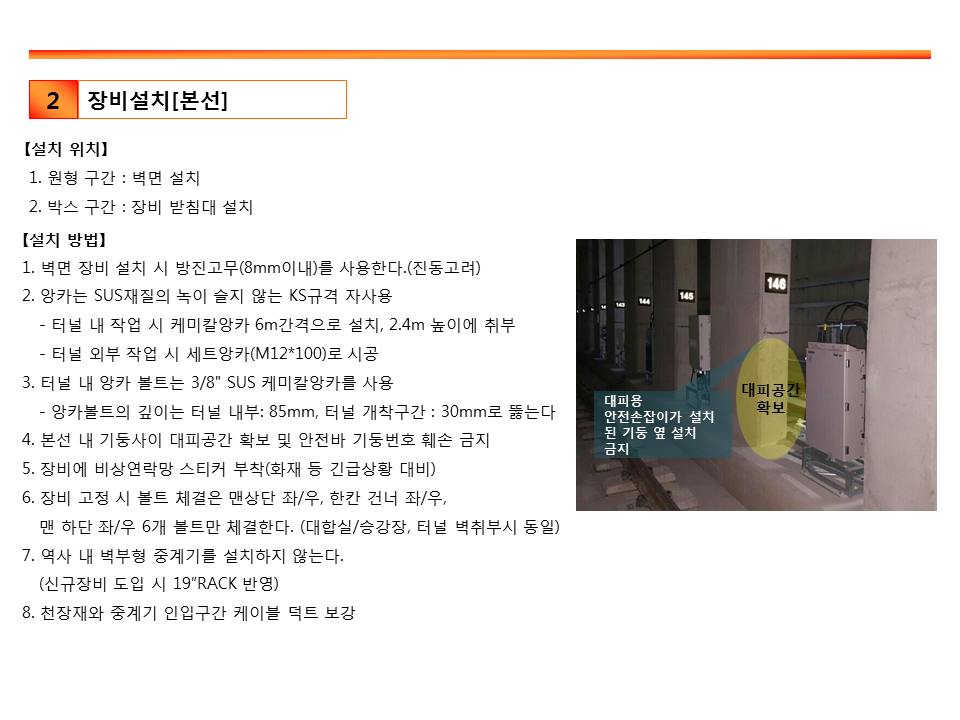 2 장비설치[본선]
【설치 위치】
1. 원형 구간 : 벽면 설치
2. 박스 구간 : 장비 받침대 설치
【설치 방법】
1. 벽면 장비 설치 시 방진고무(8mm이내)를 사용한다.(진동고려)
2. 앙카는 SUS재질의 녹이 슬지 않는 KS규격 자사용
- 터널 내 작업 시 케미칼앙카 6m간격으로 설치, 2.4m 높이에 취부
- 터널 외부 작업 시 세트앙카(M12*100)로 시공
3. 터널 내 앙카 볼트는 3/8" SUS 케미칼앙카를 사용
- 앙카볼트의 깊이는 터널 내부: 85mm, 터널 개착구간 : 30mm로 뚫는다
4. 본선 내 기둥사이 대피공간 확보 및 안전바 기둥번호 훼손 금지
5. 장비에 비상연락망 스티커 부착(화재 등 긴급상황 대비)
6. 장비 고정 시 볼트 체결은 맨상단 좌/우, 한칸 건너 좌/우,
맨 하단 좌/우 6개 볼트만 체결한다. (대합실/승강장, 터널 벽취부시 동일)
7. 역사 내 벽부형 중계기를 설치하지 않는다.
(신규장비 도입 시 19”RACK 반영)
8. 천장재와 중계기 인입구간 케이블 덕트 보강
143 144 145 146
대피용
안전손잡이가 설치
된 기둥 옆 설치
금지
대피공간
확보